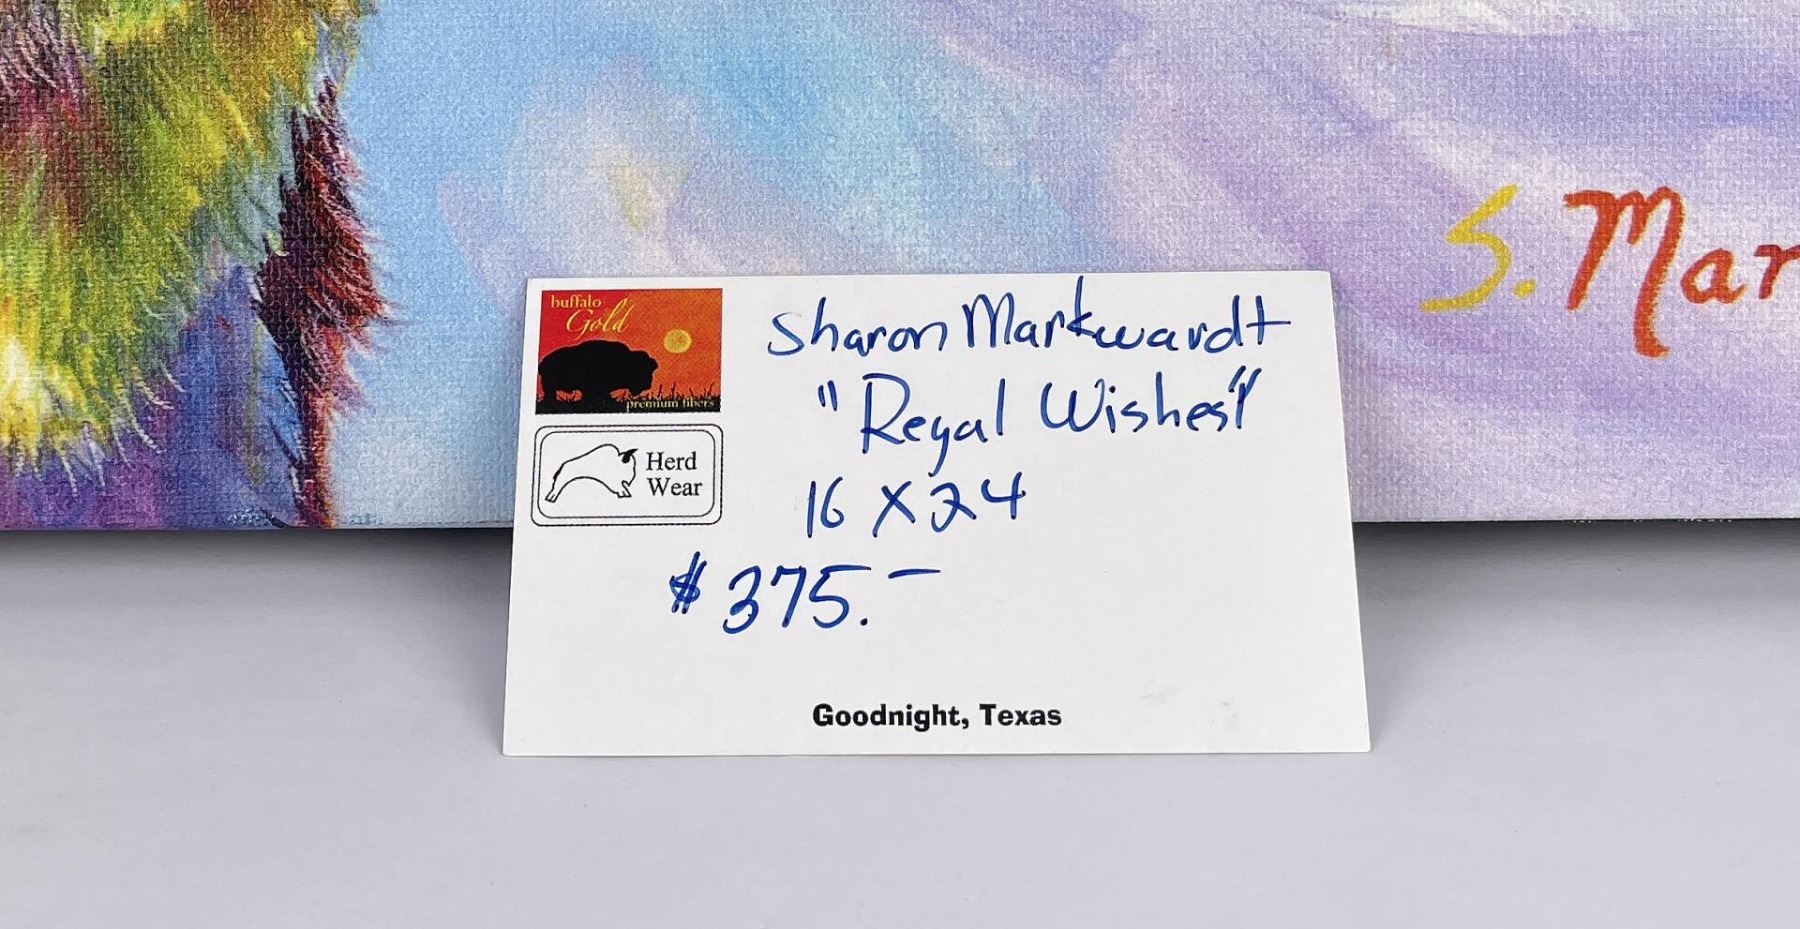 S. Mar
buffalo
Gold
premium fibers
Herd
Wear
Sharon Markwardt
"Regal Wishes"
16 X 24
$375.–
Goodnight, Texas